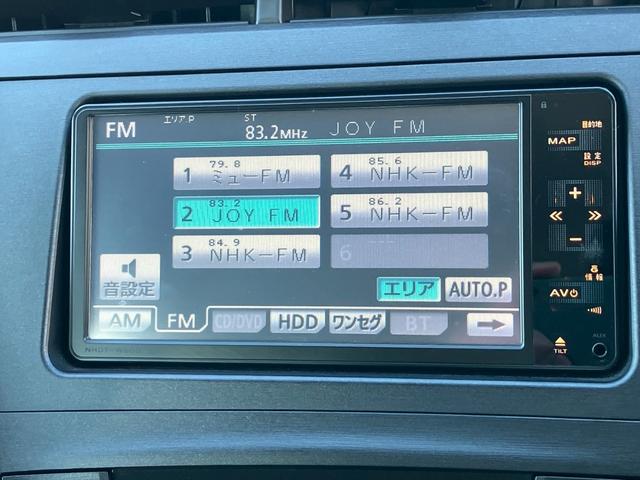 FM エリア.P ST 83.2MHz JOY FM
1 79.8 ミューFM
4 85.6 NHK-FM
2 83.2 JOY FM
5 86.2 NHK-FM
3 84.9 NHK-FM
6 ---
音設定
エリア AUTO.P
AM FM CD/DVD HDD ワンセグ BT
目的地
MAP
設定
DISP
+
−
情報
AV
TILT
AUX